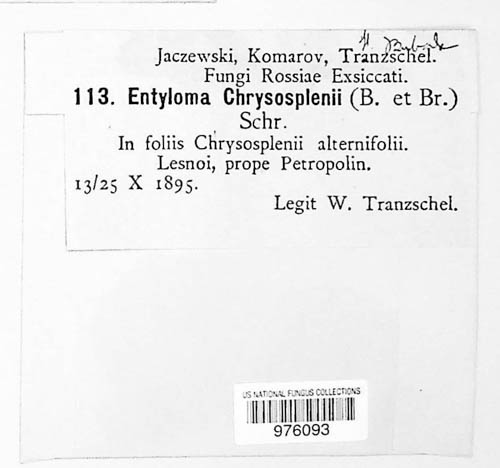 Jaczewski, Komarov, Tranzschel.
Fungi Rossiae Exsiccati.
113. Entyloma Chrysosplenii (B. et Br.)
Schr.
In foliis Chrysosplenii alternifolii.
Lesnoi, prope Petropolin.
13/25 X 1895.
Legit W. Tranzschel.
US NATIONAL FUNGUS COLLECTIONS
976093